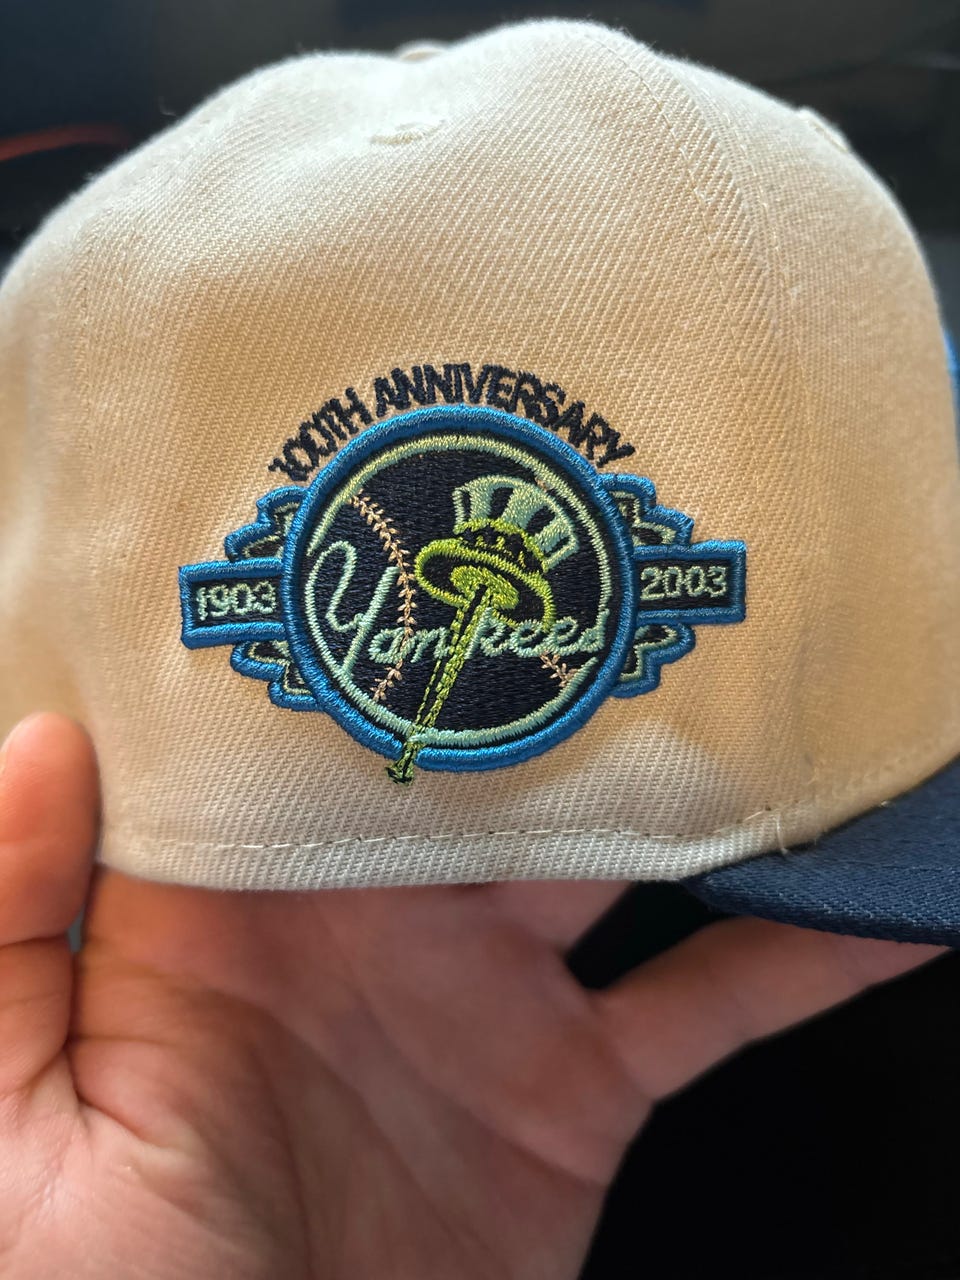 100TH ANNIVERSARY
1903
Yankees
2003